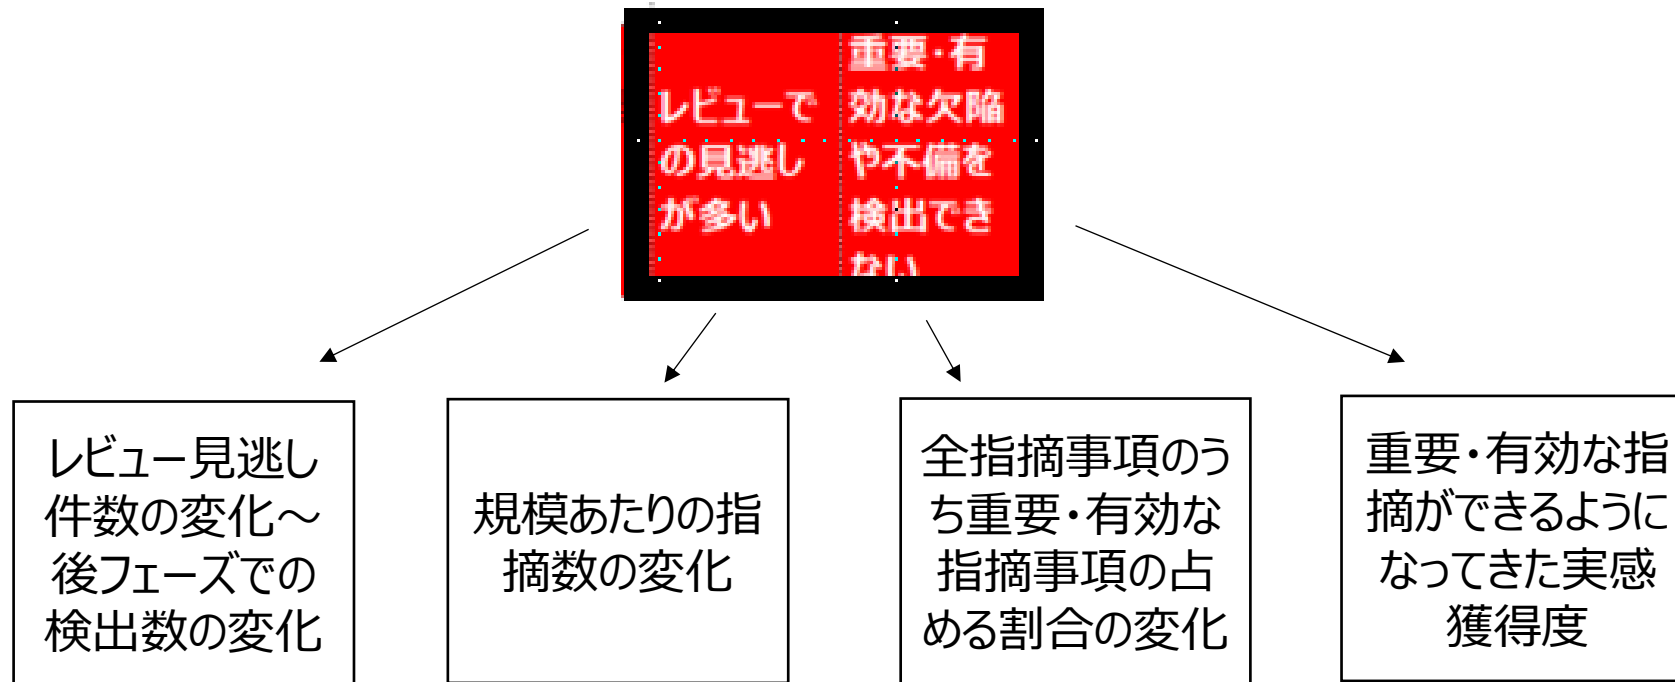 レビューで
の見逃し
が多い
重要・有
効な欠陥
や不備を
検出でき
ない
レビュー見逃し
件数の変化～
後フェーズでの
検出数の変化
規模あたりの指
摘数の変化
全指摘事項のう
ち重要・有効な
指摘事項の占
める割合の変化
重要・有効な指
摘ができるように
なってきた実感
獲得度